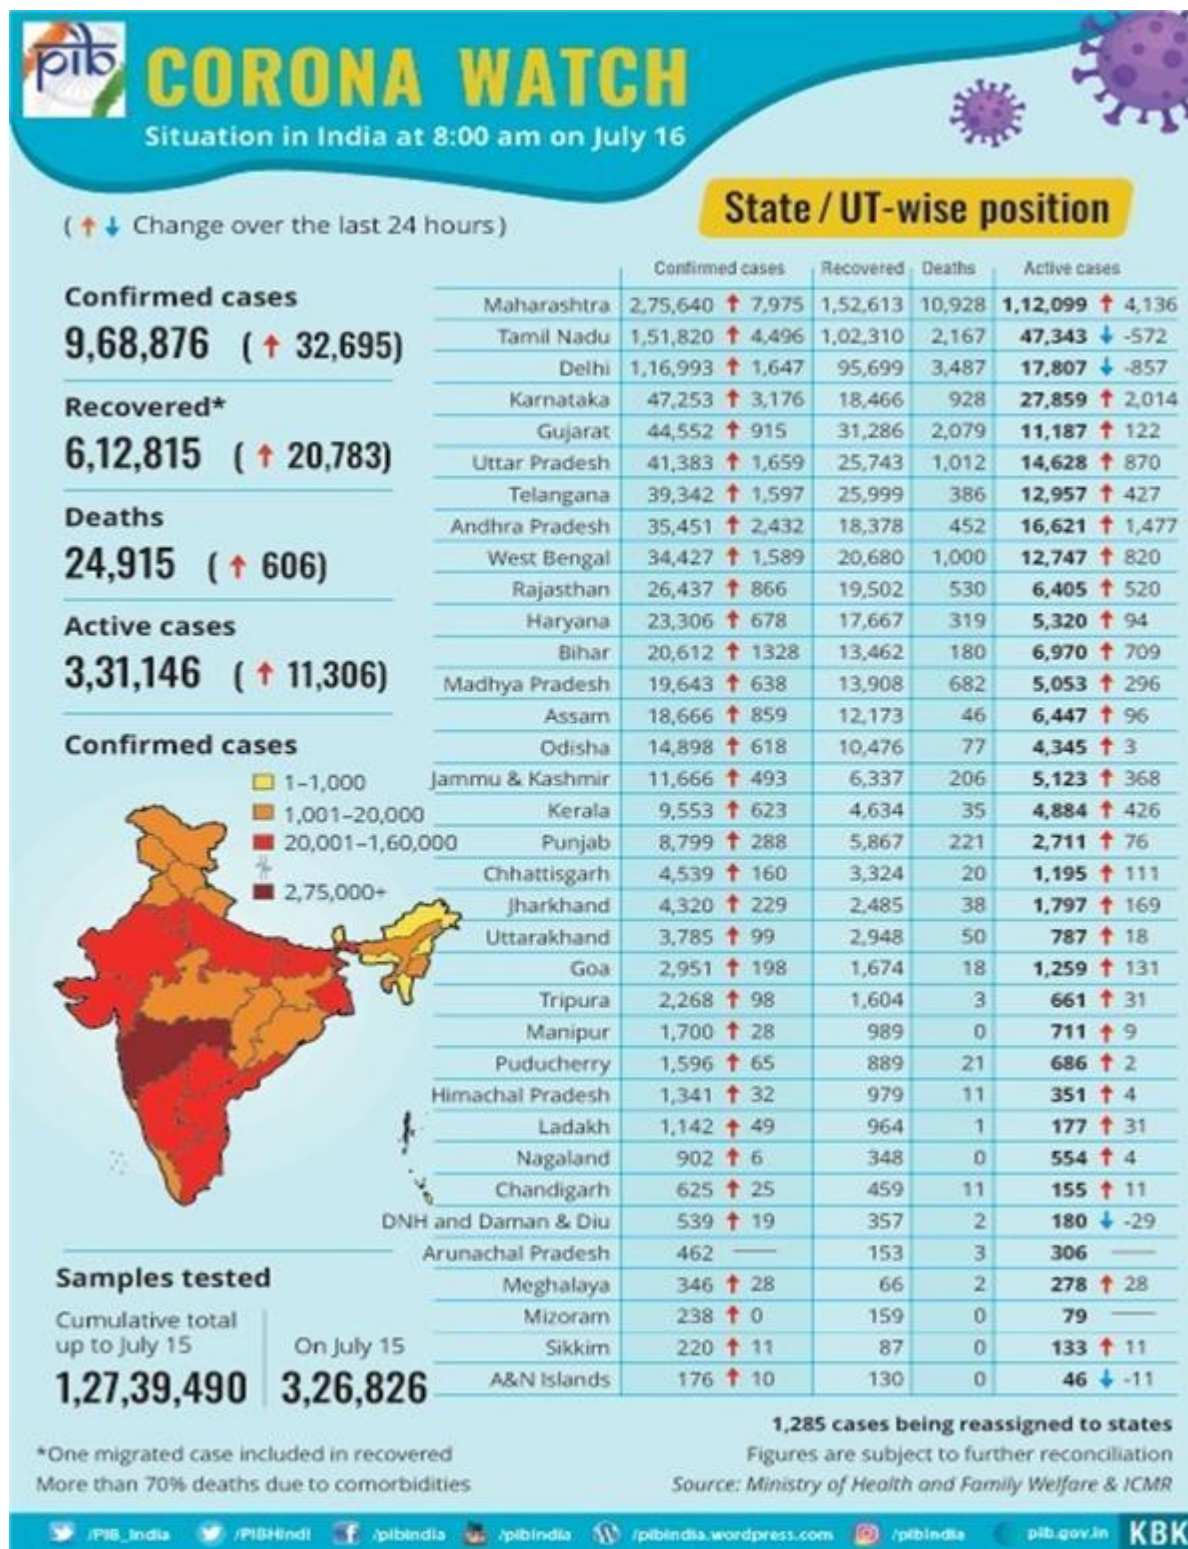 pib
CORONA WATCH
Situation in India at 8:00 am on July 16
State / UT-wise position
( ↑ ↓ Change over the last 24 hours )
Confirmed cases
9,68,876 ( ↑ 32,695)
Recovered*
6,12,815 ( ↑ 20,783)
Deaths
24,915 ( ↑ 606)
Active cases
3,31,146 ( ↑ 11,306)
Confirmed cases
1–1,000
1,001–20,000
20,001–1,60,000
2,75,000+
Samples tested
Cumulative total
up to July 15
1,27,39,490
On July 15
3,26,826
*One migrated case included in recovered
More than 70% deaths due to comorbidities
Confirmed cases Recovered Deaths Active cases
Maharashtra 2,75,640 ↑ 7,975 1,52,613 10,928 1,12,099 ↑ 4,136
Tamil Nadu 1,51,820 ↑ 4,496 1,02,310 2,167 47,343 ↓ -572
Delhi 1,16,993 ↑ 1,647 95,699 3,487 17,807 ↓ -857
Karnataka 47,253 ↑ 3,176 18,466 928 27,859 ↑ 2,014
Gujarat 44,552 ↑ 915 31,286 2,079 11,187 ↑ 122
Uttar Pradesh 41,383 ↑ 1,659 25,743 1,012 14,628 ↑ 870
Telangana 39,342 ↑ 1,597 25,999 386 12,957 ↑ 427
Andhra Pradesh 35,451 ↑ 2,432 18,378 452 16,621 ↑ 1,477
West Bengal 34,427 ↑ 1,589 20,680 1,000 12,747 ↑ 820
Rajasthan 26,437 ↑ 866 19,502 530 6,405 ↑ 520
Haryana 23,306 ↑ 678 17,667 319 5,320 ↑ 94
Bihar 20,612 ↑ 1328 13,462 180 6,970 ↑ 709
Madhya Pradesh 19,643 ↑ 638 13,908 682 5,053 ↑ 296
Assam 18,666 ↑ 859 12,173 46 6,447 ↑ 96
Odisha 14,898 ↑ 618 10,476 77 4,345 ↑ 3
Jammu & Kashmir 11,666 ↑ 493 6,337 206 5,123 ↑ 368
Kerala 9,553 ↑ 623 4,634 35 4,884 ↑ 426
Punjab 8,799 ↑ 288 5,867 221 2,711 ↑ 76
Chhattisgarh 4,539 ↑ 160 3,324 20 1,195 ↑ 111
Jharkhand 4,320 ↑ 229 2,485 38 1,797 ↑ 169
Uttarakhand 3,785 ↑ 99 2,948 50 787 ↑ 18
Goa 2,951 ↑ 198 1,674 18 1,259 ↑ 131
Tripura 2,268 ↑ 98 1,604 3 661 ↑ 31
Manipur 1,700 ↑ 28 989 0 711 ↑ 9
Puducherry 1,596 ↑ 65 889 21 686 ↑ 2
Himachal Pradesh 1,341 ↑ 32 979 11 351 ↑ 4
Ladakh 1,142 ↑ 49 964 1 177 ↑ 31
Nagaland 902 ↑ 6 348 0 554 ↑ 4
Chandigarh 625 ↑ 25 459 11 155 ↑ 11
DNH and Daman & Diu 539 ↑ 19 357 2 180 ↓ -29
Arunachal Pradesh 462 — 153 3 306 —
Meghalaya 346 ↑ 28 66 2 278 ↑ 28
Mizoram 238 ↑ 0 159 0 79 —
Sikkim 220 ↑ 11 87 0 133 ↑ 11
A&N Islands 176 ↑ 10 130 0 46 ↓ -11
1,285 cases being reassigned to states
Figures are subject to further reconciliation
Source: Ministry of Health and Family Welfare & ICMR
/PIB_India /PIBHindi /pibindia /pibindia /pibindia.wordpress.com /pibindia pib.gov.in KBK